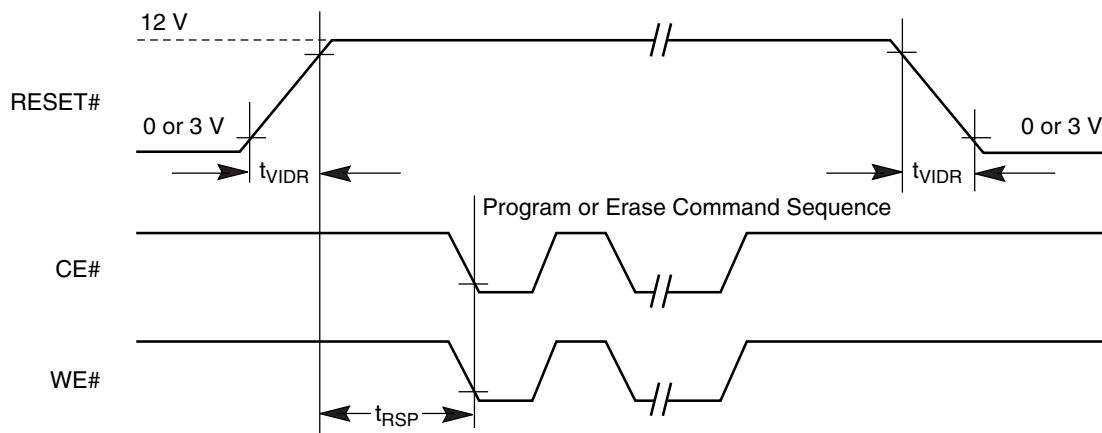 12 V
RESET#
0 or 3 V
0 or 3 V
tVIDR
tVIDR
Program or Erase Command Sequence
CE#
WE#
tRSP